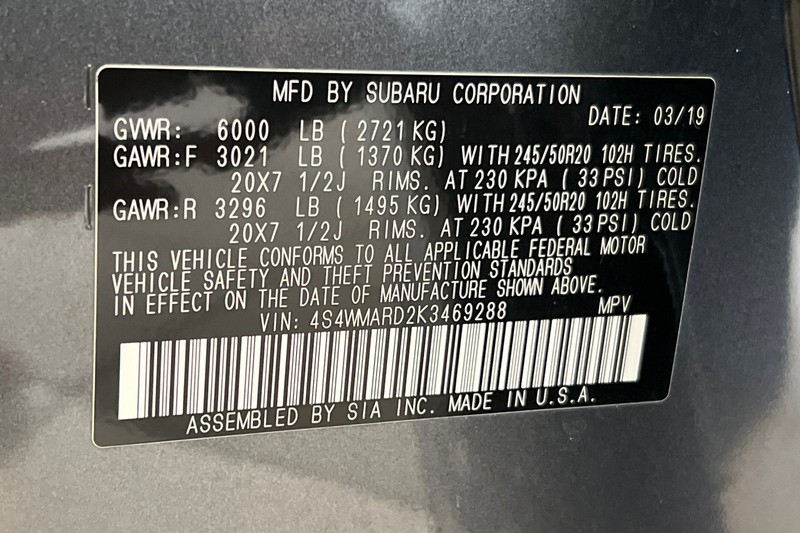 MFD BY SUBARU CORPORATION
DATE: 03/19
GVWR: 6000 LB ( 2721 KG)
GAWR:F 3021 LB ( 1370 KG) WITH 245/50R20 102H TIRES.
20X7 1/2J RIMS. AT 230 KPA ( 33 PSI) COLD
GAWR:R 3296 LB ( 1495 KG) WITH 245/50R20 102H TIRES.
20X7 1/2J RIMS. AT 230 KPA ( 33 PSI) COLD
THIS VEHICLE CONFORMS TO ALL APPLICABLE FEDERAL MOTOR
VEHICLE SAFETY AND THEFT PREVENTION STANDARDS
IN EFFECT ON THE DATE OF MANUFACTURE SHOWN ABOVE.
VIN: 4S4WMARD2K3469288 MPV
ASSEMBLED BY SIA INC. MADE IN U.S.A.